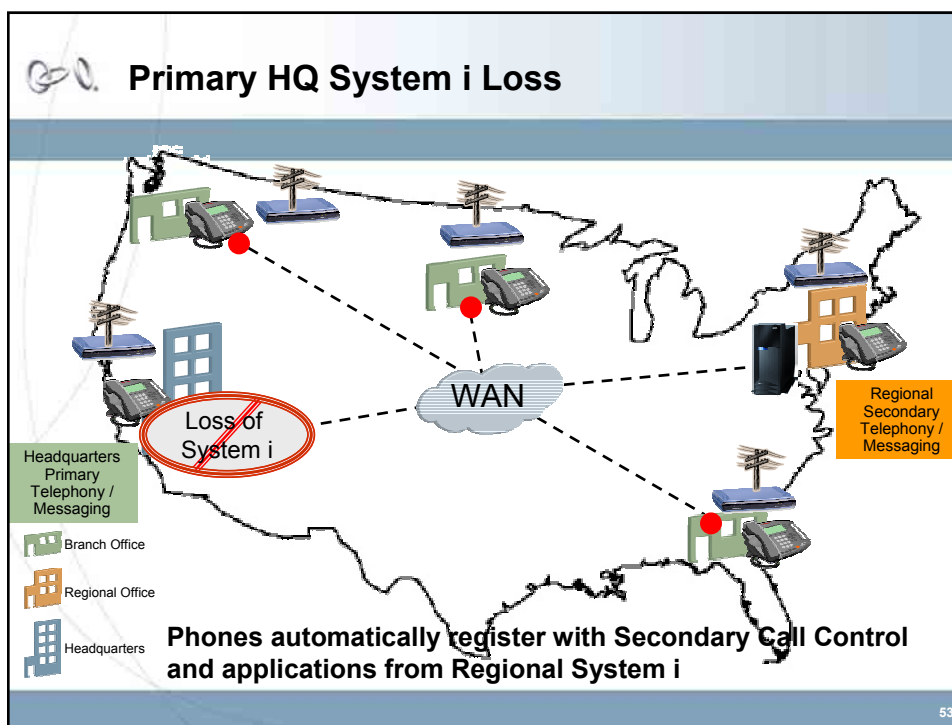 Primary HQ System i Loss
WAN
Loss of
System i
Regional
Secondary
Telephony /
Messaging
Headquarters
Primary
Telephony /
Messaging
Branch Office
Regional Office
Headquarters
Phones automatically register with Secondary Call Control
and applications from Regional System i
53